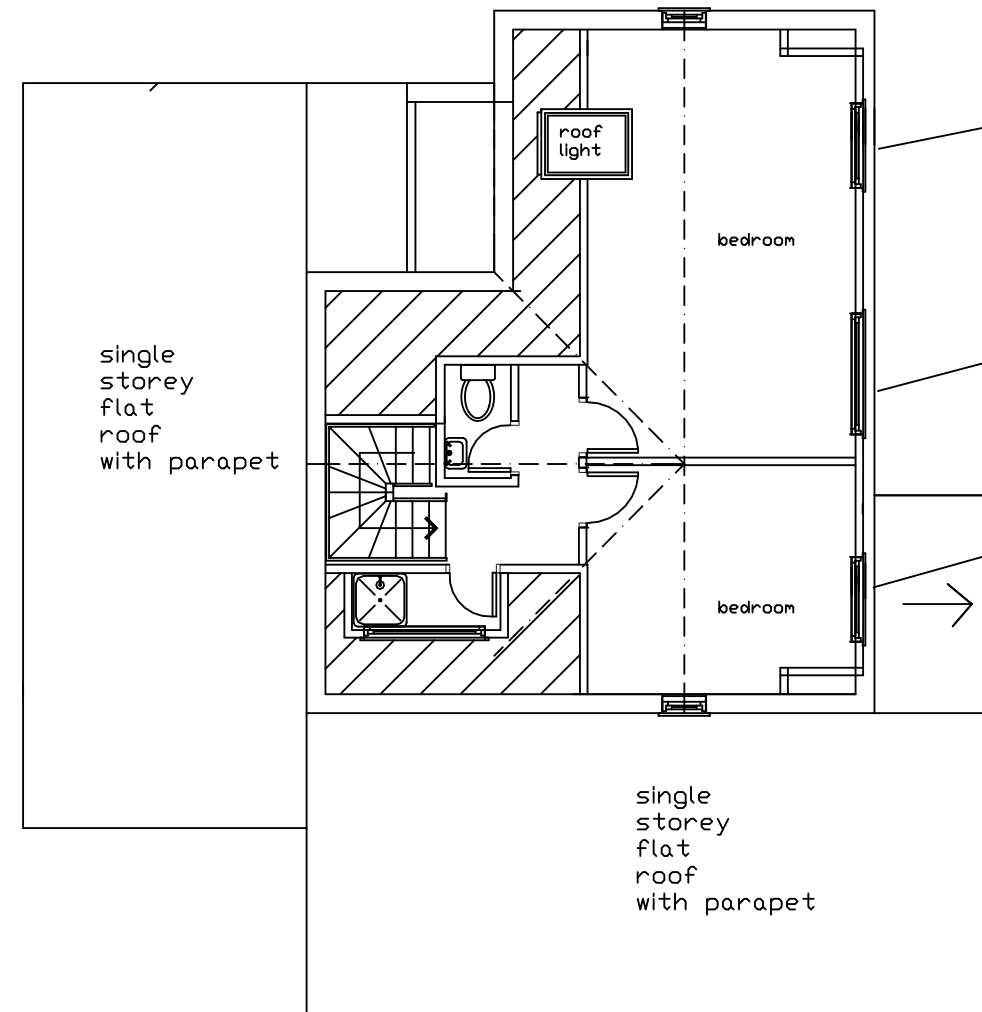 roof
light
bedroom
single
storey
flat
roof
with parapet
bedroom
single
storey
flat
roof
with parapet